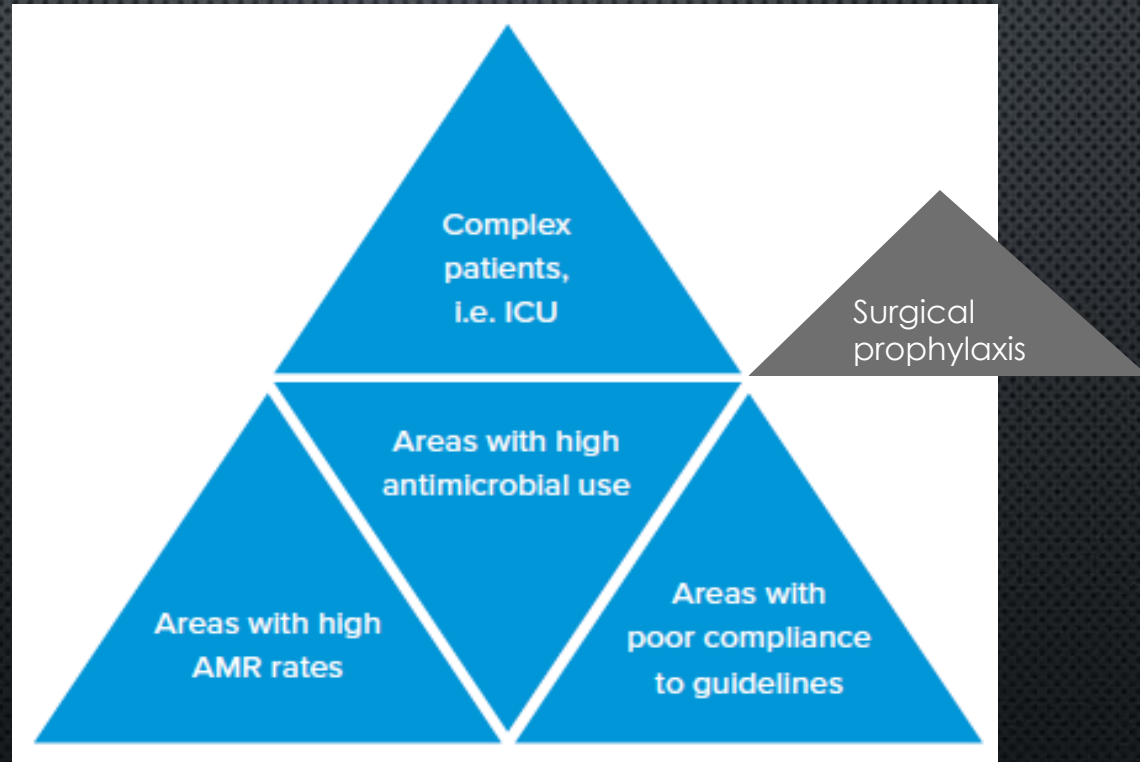 Complex
patients,
i.e. ICU
Surgical
prophylaxis
Areas with high
antimicrobial use
Areas with high
AMR rates
Areas with
poor compliance
to guidelines